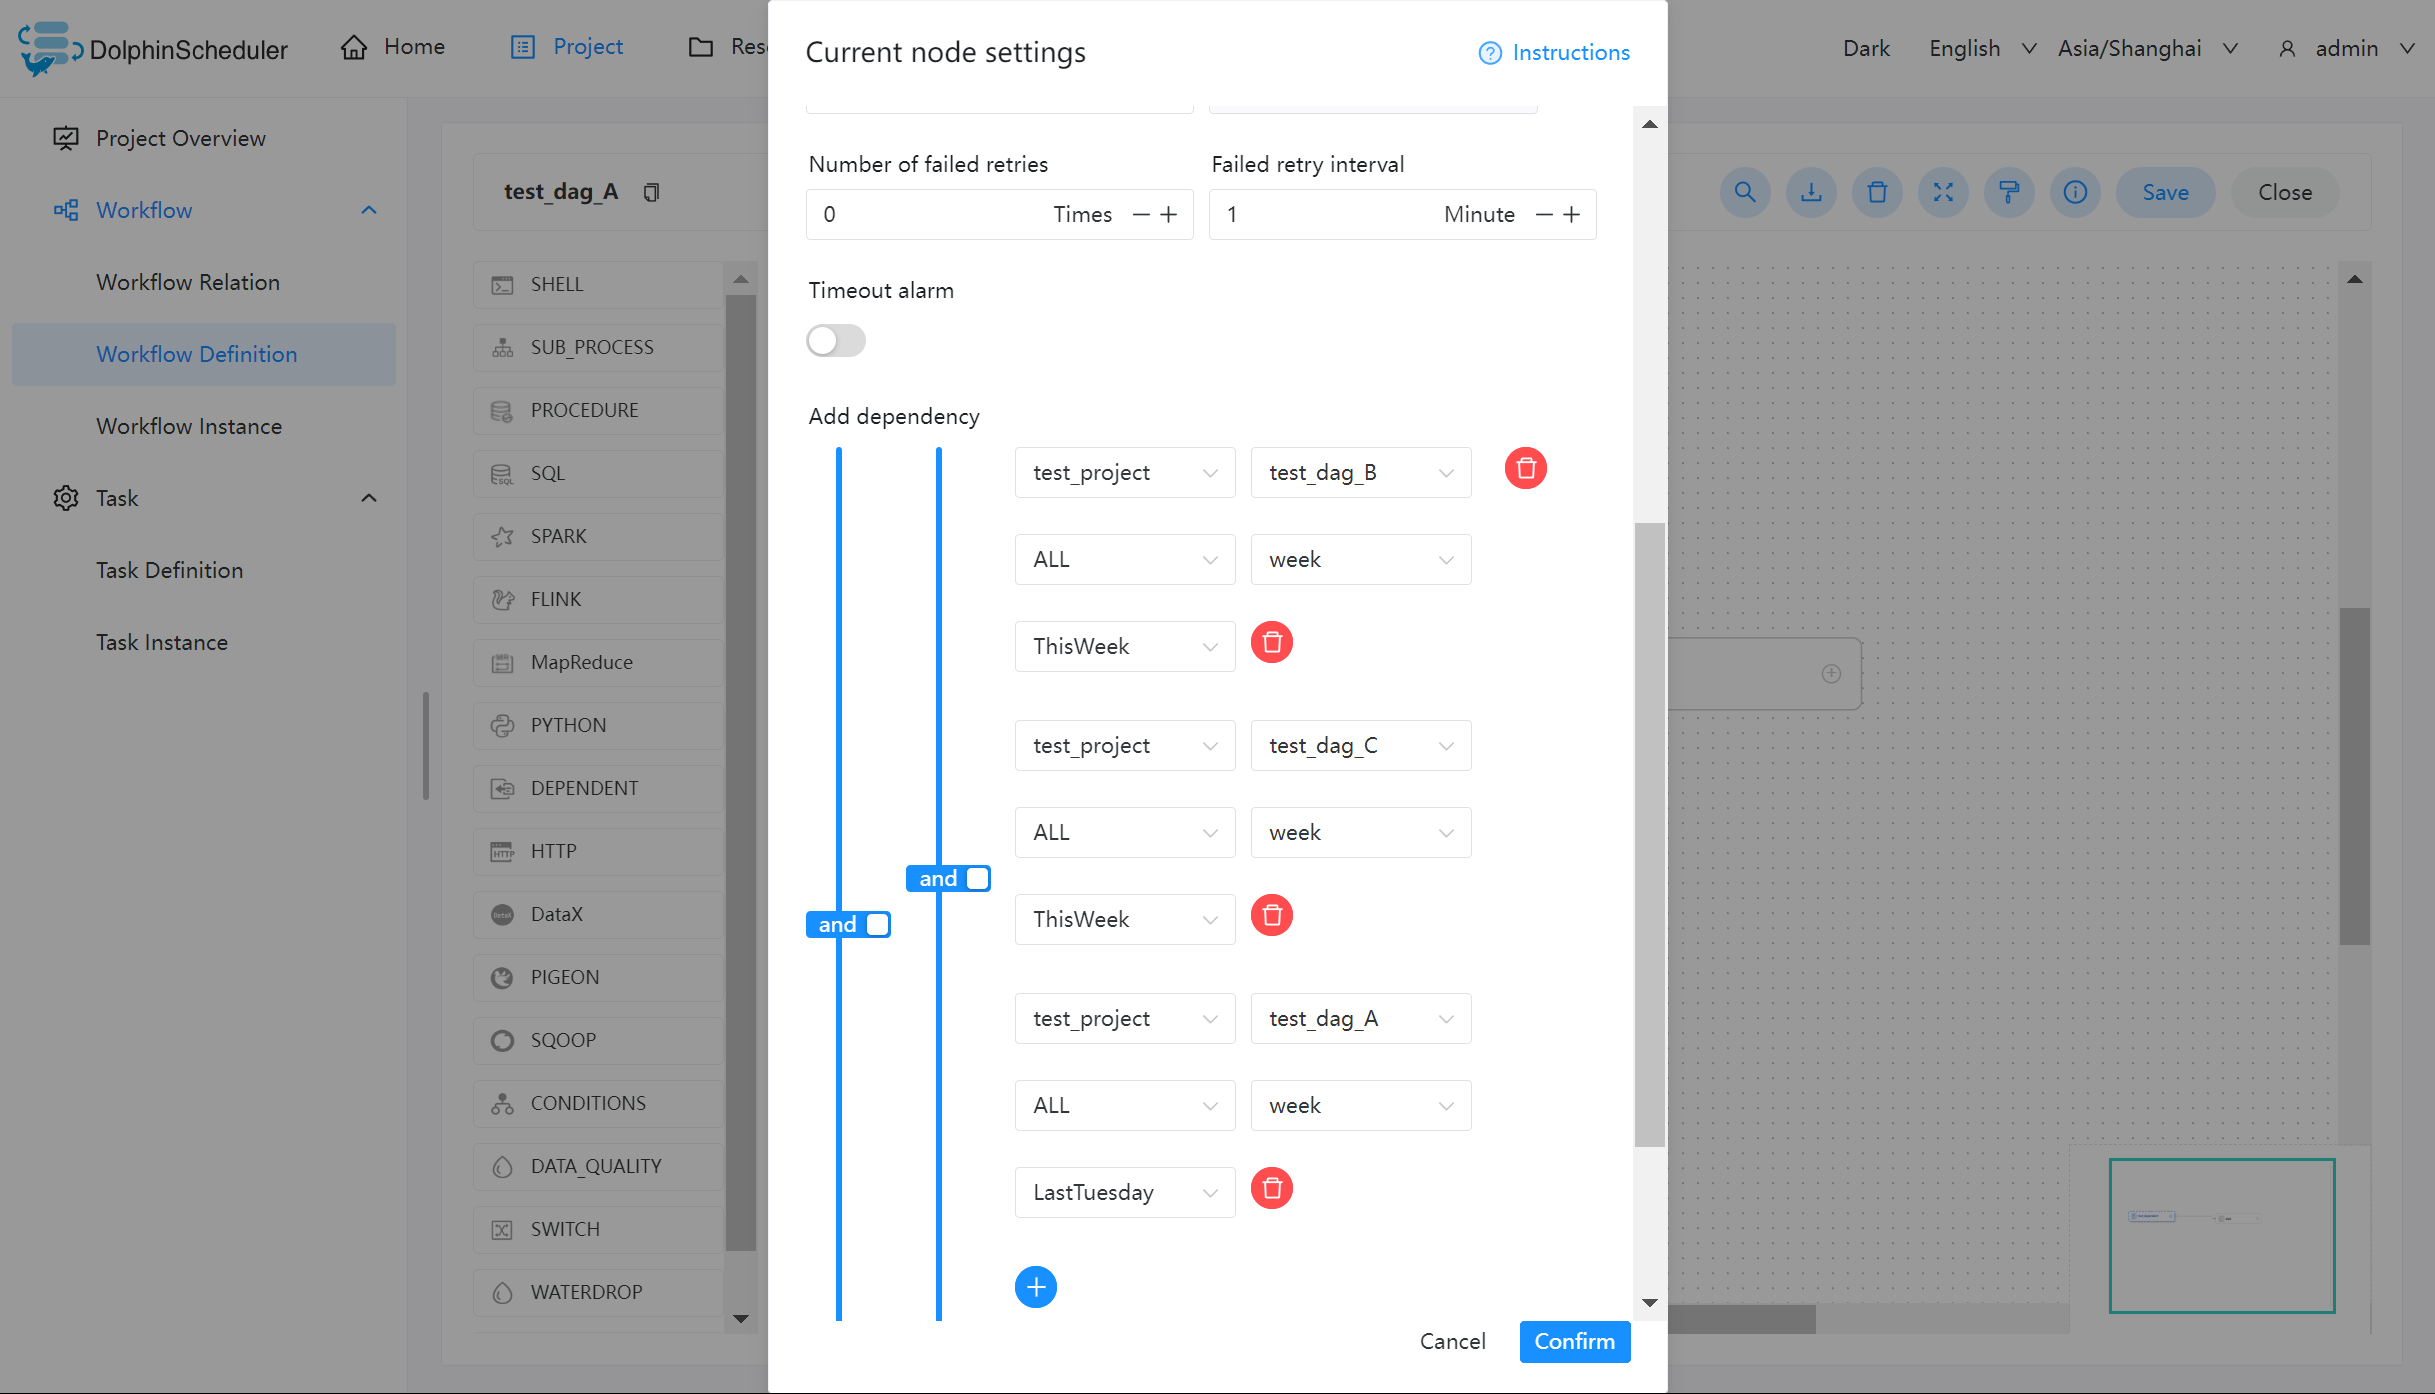 DolphinScheduler
Home
Project
Dark
English
Asia/Shanghai
admin
Project Overview
Workflow
Workflow Relation
Workflow Definition
Workflow Instance
Task
Task Definition
Task Instance
test_dag_A
Save
Close
SHELL
SUB_PROCESS
PROCEDURE
SQL
SPARK
FLINK
MapReduce
PYTHON
DEPENDENT
HTTP
DataX
PIGEON
SQOOP
CONDITIONS
DATA_QUALITY
SWITCH
WATERDROP
Current node settings
Instructions
Number of failed retries
Failed retry interval
0 Times
1 Minute
Timeout alarm
Add dependency
test_project test_dag_B
ALL week
ThisWeek
test_project test_dag_C
ALL week
and
and
ThisWeek
test_project test_dag_A
ALL week
LastTuesday
Cancel Confirm